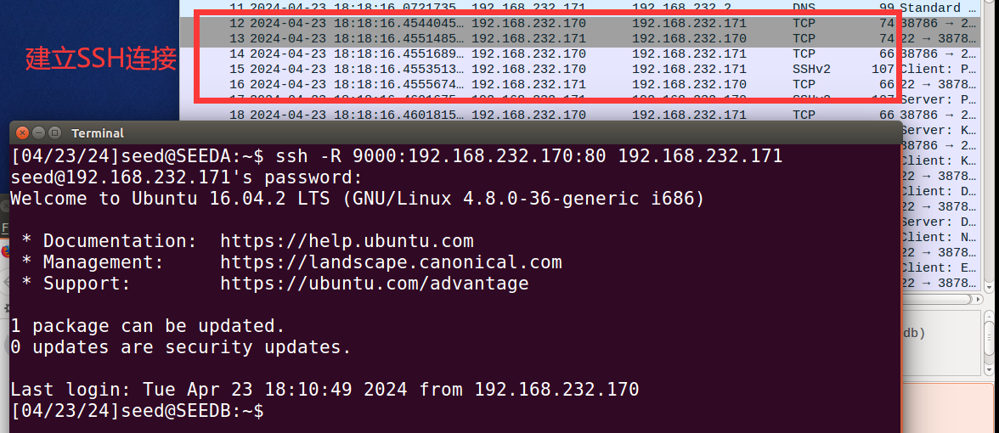 11 2024-04-23 18:18:16.0721735… 192.168.232.171 192.168.232.2 DNS 99 Standard …
12 2024-04-23 18:18:16.4544045… 192.168.232.170 192.168.232.171 TCP 74 38786 → 2…
13 2024-04-23 18:18:16.4551485… 192.168.232.171 192.168.232.170 TCP 74 22 → 3878…
建立SSH连接
14 2024-04-23 18:18:16.4551689… 192.168.232.170 192.168.232.171 TCP 66 38786 → 2…
15 2024-04-23 18:18:16.4553513… 192.168.232.170 192.168.232.171 SSHv2 107 Client: P…
16 2024-04-23 18:18:16.4555674… 192.168.232.171 192.168.232.170 TCP 66 22 → 3878…
Server: P…
18 2024-04-23 18:18:16.4601815… 192.168.232.170 192.168.232.171 TCP 66 38786 → 2…
Server: K…
38786 → 2…
Client: K…
22 → 3878…
Client: D…
22 → 3878…
Server: D…
Client: N…
22 → 3878…
Client: E…
22 → 3878…
db)
Terminal
[04/23/24]seed@SEEDA:~$ ssh -R 9000:192.168.232.170:80 192.168.232.171
seed@192.168.232.171's password:
Welcome to Ubuntu 16.04.2 LTS (GNU/Linux 4.8.0-36-generic i686)
* Documentation: https://help.ubuntu.com
* Management: https://landscape.canonical.com
* Support: https://ubuntu.com/advantage
1 package can be updated.
0 updates are security updates.
Last login: Tue Apr 23 18:10:49 2024 from 192.168.232.170
[04/23/24]seed@SEEDB:~$